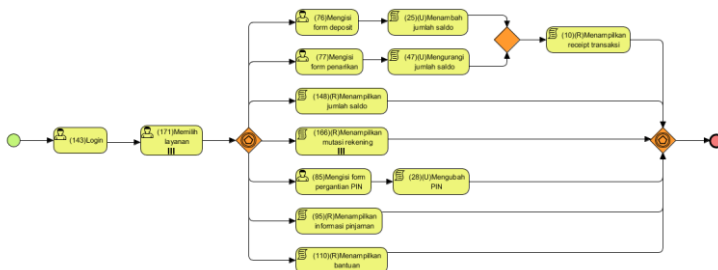 (76)Mengisi
form deposit
(25)(U)Menambah
jumlah saldo
(77)Mengisi
form penarikan
(47)(U)Mengurangi
jumlah saldo
(10)(R)Menampilkan
receipt transaksi
(148)(R)Menampilkan
jumlah saldo
(143)Login
(171)Memilih
layanan
(166)(R)Menampilkan
mutasi rekening
(85)Mengisi form
pergantian PIN
(28)(U)Mengubah
PIN
(95)(R)Menampilkan
informasi pinjaman
(110)(R)Menampilkan
bantuan